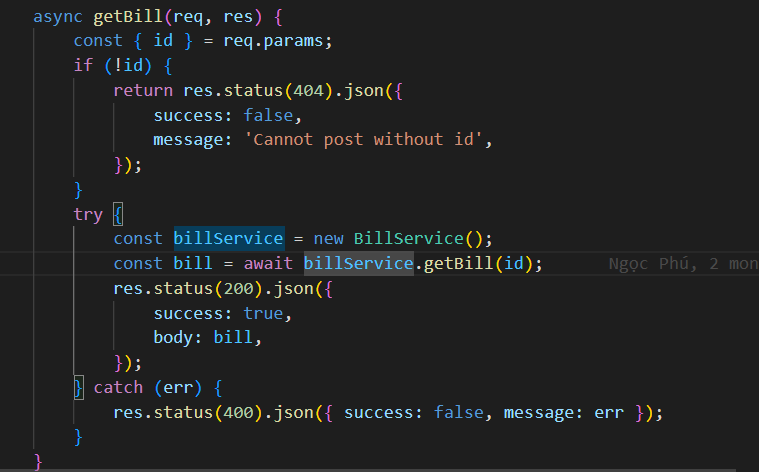 async getBill(req, res) {
    const { id } = req.params;
    if (!id) {
        return res.status(404).json({
            success: false,
            message: 'Cannot post without id',
        });
    }
    try {
        const billService = new BillService();
        const bill = await billService.getBill(id);    Ngọc Phú, 2 mon
        res.status(200).json({
            success: true,
            body: bill,
        });
    } catch (err) {
        res.status(400).json({ success: false, message: err });
    }
}